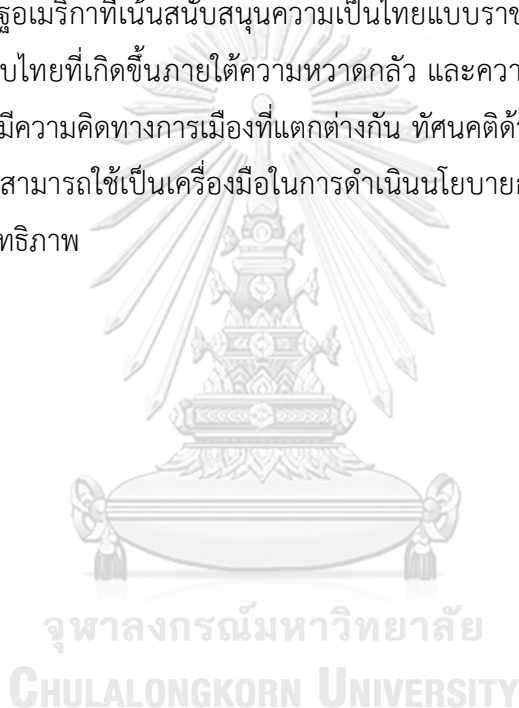 ฐอเมริกาที่เน้นสนับสนุนความเป็นไทยแบบราช
บไทยที่เกิดขึ้นภายใต้ความหวาดกลัว และควา
มีความคิดทางการเมืองที่แตกต่างกัน ทัศนคติด้
สามารถใช้เป็นเครื่องมือในการดำเนินนโยบาย
ทธิภาพ
จุฬาลงกรณ์มหาวิทยาลัย
CHULALONGKORN UNIVERSITY